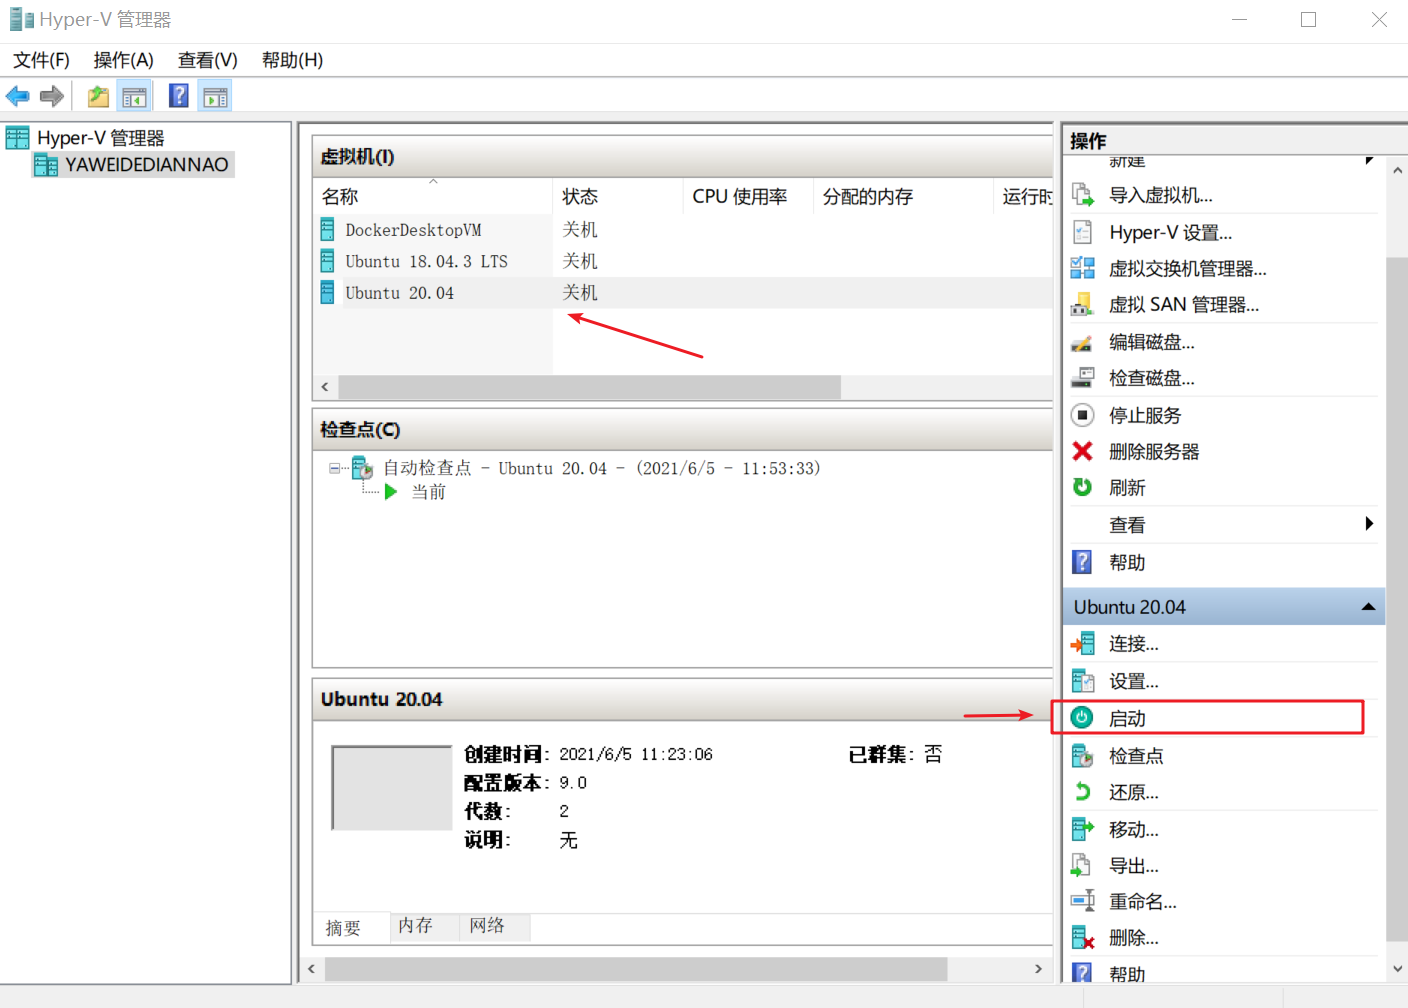 Hyper-V 管理器
文件(F) 操作(A) 查看(V) 帮助(H)
Hyper-V 管理器
YAWEIDEDIANNAO
虚拟机(I)
名称 状态 CPU 使用率 分配的内存 运行时
DockerDesktopVM 关机
Ubuntu 18.04.3 LTS 关机
Ubuntu 20.04 关机
检查点(C)
自动检查点 - Ubuntu 20.04 - (2021/6/5 - 11:53:33)
当前
Ubuntu 20.04
创建时间: 2021/6/5 11:23:06 已群集: 否
配置版本: 9.0
代数: 2
说明: 无
摘要 内存 网络
操作
新建
导入虚拟机...
Hyper-V 设置...
虚拟交换机管理器...
虚拟 SAN 管理器...
编辑磁盘...
检查磁盘...
停止服务
删除服务器
刷新
查看
帮助
Ubuntu 20.04
连接...
设置...
启动
检查点
还原...
移动...
导出...
重命名...
删除...
帮助